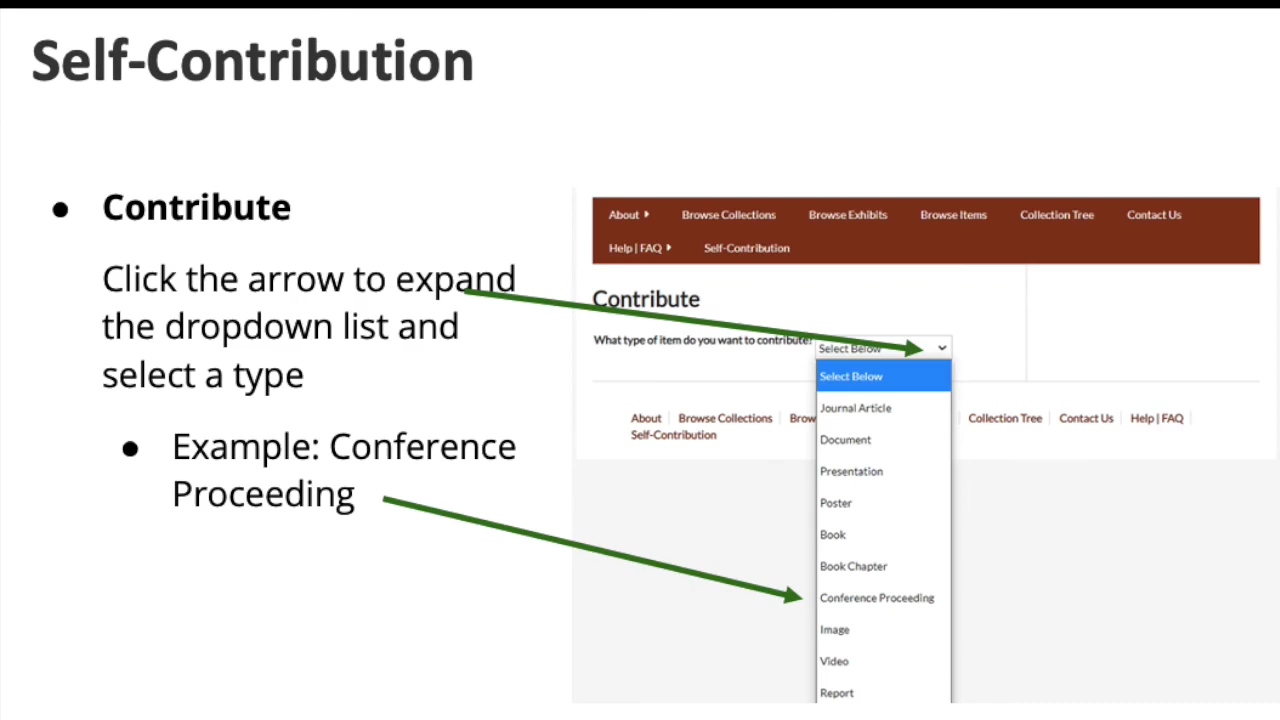 Self-Contribution
● Contribute
Click the arrow to expand
the dropdown list and
select a type
● Example: Conference
Proceeding
About Browse Collections Browse Exhibits Browse Items Collection Tree Contact Us
Help | FAQ Self-Contribution
Contribute
What type of item do you want to contribute?
Select Below
Select Below
Journal Article
Document
Presentation
Poster
Book
Book Chapter
Conference Proceeding
Image
Video
Report
About | Browse Collections | Brow Collection Tree | Contact Us | Help | FAQ |
Self-Contribution